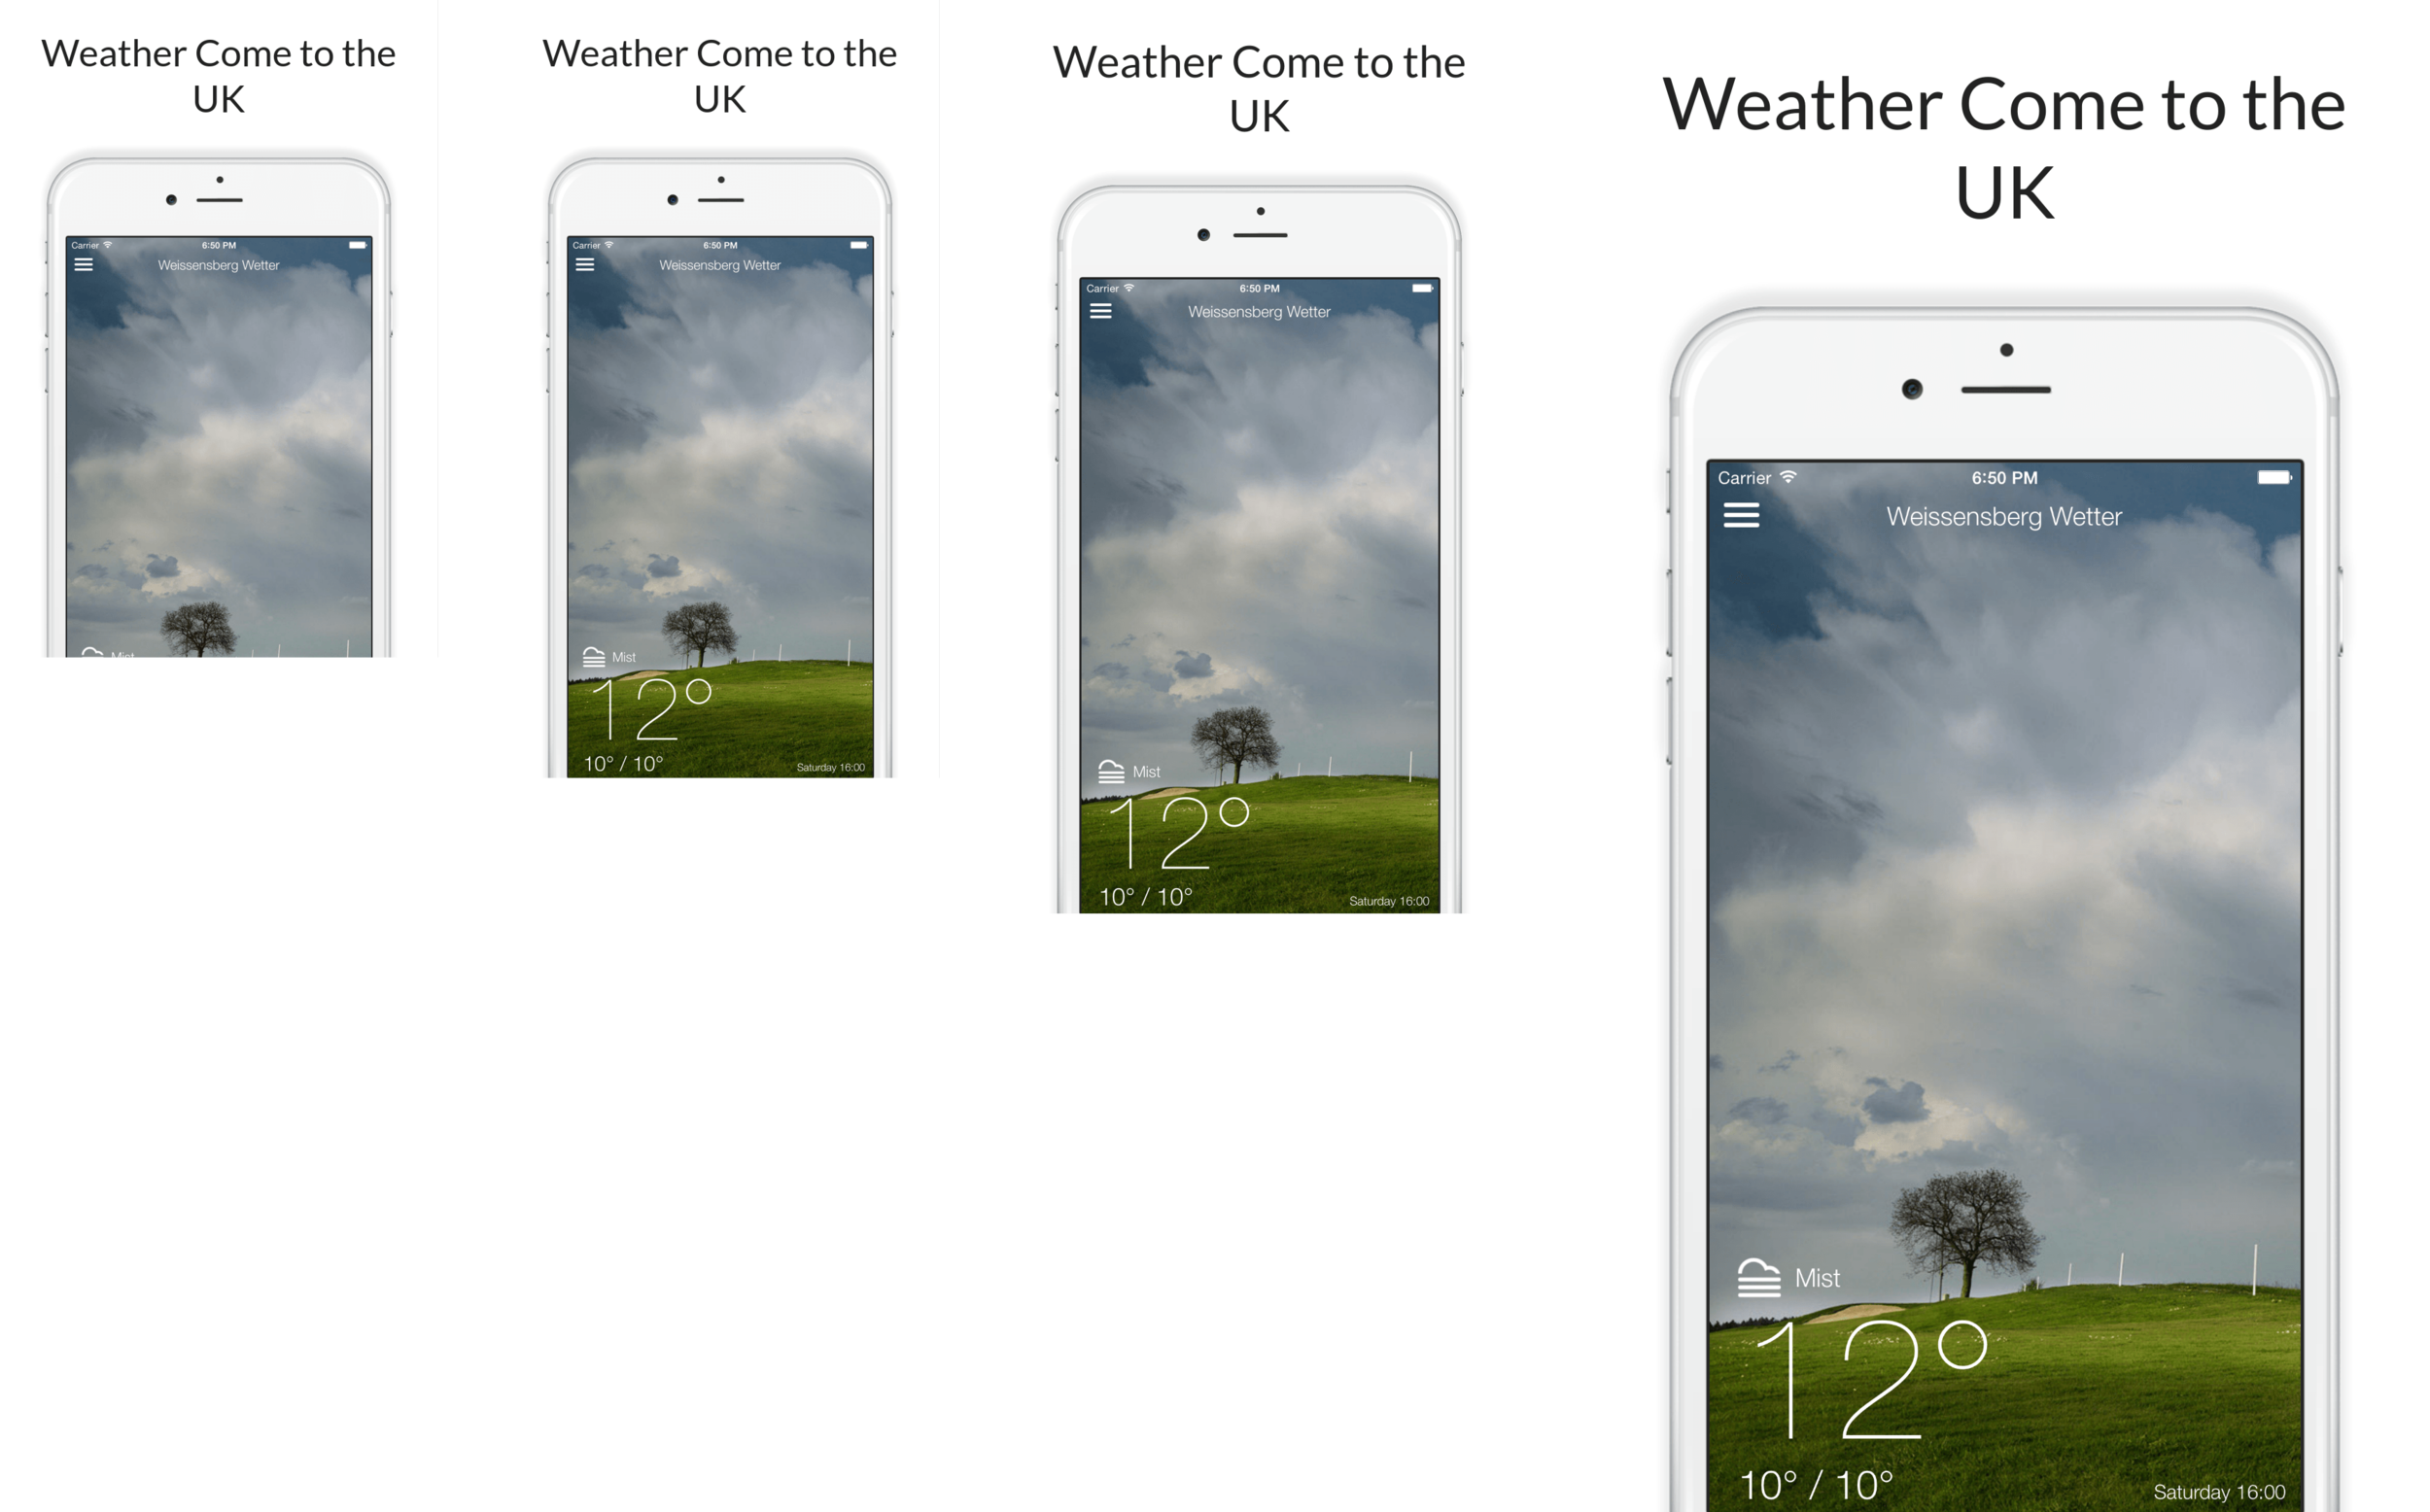 Weather Come to the
UK
Carrier 6:50 PM
Weissensberg Wetter
Mist
Weather Come to the
UK
Carrier 6:50 PM
Weissensberg Wetter
Mist
12°
10° / 10° Saturday 16:00
Weather Come to the
UK
Carrier 6:50 PM
Weissensberg Wetter
Mist
12°
10° / 10° Saturday 16:00
Weather Come to the
UK
Carrier 6:50 PM
Weissensberg Wetter
Mist
12°
10° / 10° Saturday 16:00